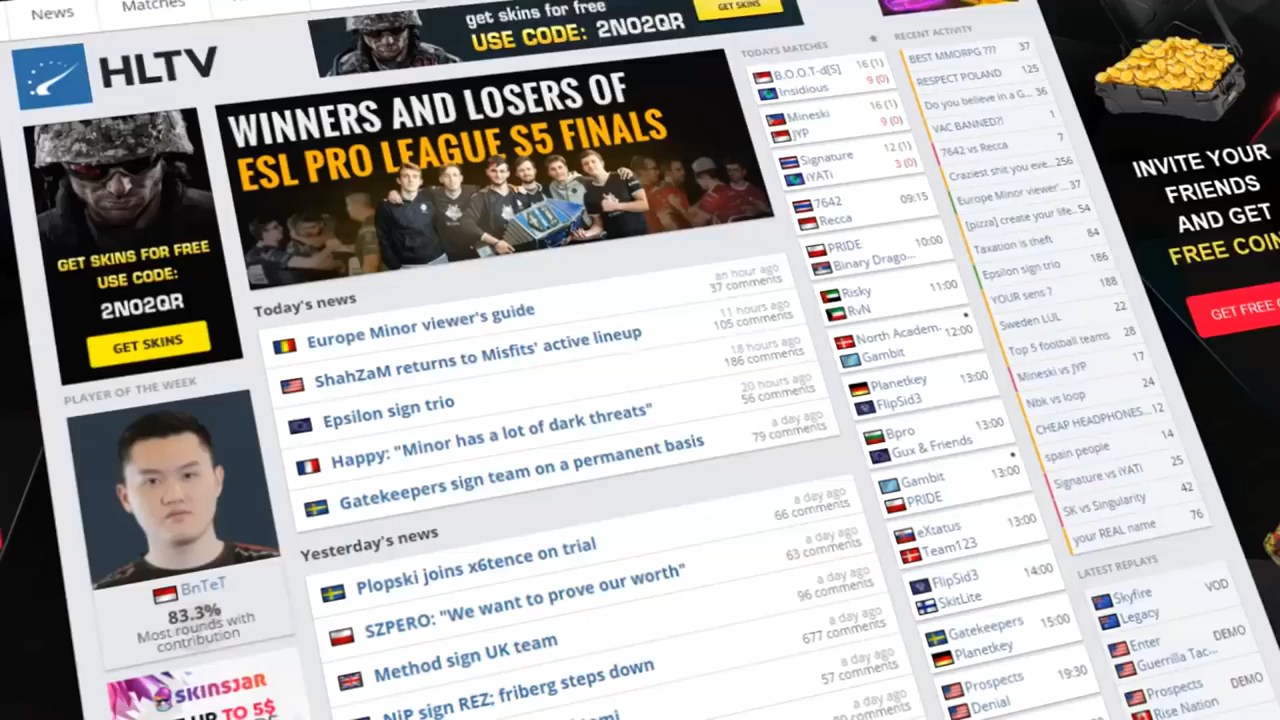 News
Matches
HLTV
get skins for free
USE CODE: 2NO2QR
GET SKINS
GET SKINS FOR FREE
USE CODE:
2NO2QR
GET SKINS
PLAYER OF THE WEEK
BnTeT
83.3%
Most rounds with
contribution
SKINSJAR
UP TO 5$
WINNERS AND LOSERS OF
ESL PRO LEAGUE S5 FINALS
Today's news
Europe Minor viewer's guide
an hour ago
37 comments
ShahZaM returns to Misfits' active lineup
11 hours ago
105 comments
Epsilon sign trio
18 hours ago
186 comments
Happy: "Minor has a lot of dark threats"
20 hours ago
56 comments
Gatekeepers sign team on a permanent basis
a day ago
79 comments
Yesterday's news
Plopski joins x6tence on trial
a day ago
66 comments
SZPERO: "We want to prove our worth"
a day ago
63 comments
Method sign UK team
a day ago
96 comments
NiP sign REZ; friberg steps down
a day ago
677 comments
a day ago
57 comments
a day ago
TODAYS MATCHES
B.O.O.T-d[S] 16 (1)
Insidious 9 (0)
Mineski 16 (1)
JYP 9 (0)
Signature 12 (1)
iYATi 3 (0)
7642 09:15
Recca
PRIDE 10:00
Binary Drago...
Risky 11:00
RvN
North Academ. 12:00
Gambit
Planetkey 13:00
FlipSid3
Bpro 13:00
Gux & Friends
Gambit 13:00
PRIDE
eXtatus 13:00
Team123
FlipSid3 14:00
SkitLite
Gatekeepers 15:00
Planetkey
Prospects 19:30
Denial
RECENT ACTIVITY
BEST MMORPG ??? 37
RESPECT POLAND 125
Do you believe in a G... 36
VAC BANNED?! 1
7642 vs Recca 7
Craziest shit you eve... 256
Europe Minor viewer'... 37
[pizza] create your life... 54
Taxation is theft 84
Epsilon sign trio 186
YOUR sens ? 188
Sweden LUL 22
Top 5 football teams 28
Mineski vs JYP 17
Nbk vs loop 24
CHEAP HEADPHONES... 12
spain people 14
Signature vs iYATi 25
SK vs Singularity 42
your REAL name 76
LATEST REPLAYS
Skyfire VOD
Legacy
Enter DEMO
Guerrilla Tac...
Prospects DEMO
Rise Nation
INVITE YOUR
FRIENDS
AND GET
FREE COIN
GET FREE